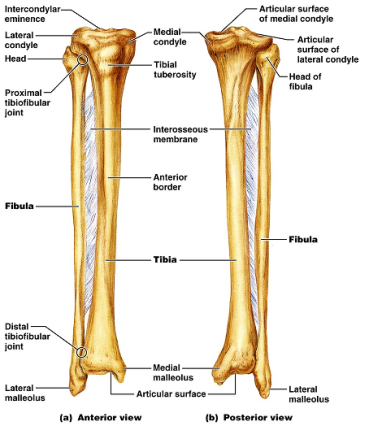 Intercondylar
eminence
Lateral
condyle
Head
Proximal
tibiofibular
joint
Fibula
Distal
tibiofibular
joint
Lateral
malleolus
Medial
condyle
Tibial
tuberosity
Interosseous
membrane
Anterior
border
Tibia
Medial
malleolus
Articular surface
Articular surface
of medial condyle
Articular
surface of
lateral condyle
Head of
fibula
Fibula
Lateral
malleolus
(a) Anterior view
(b) Posterior view